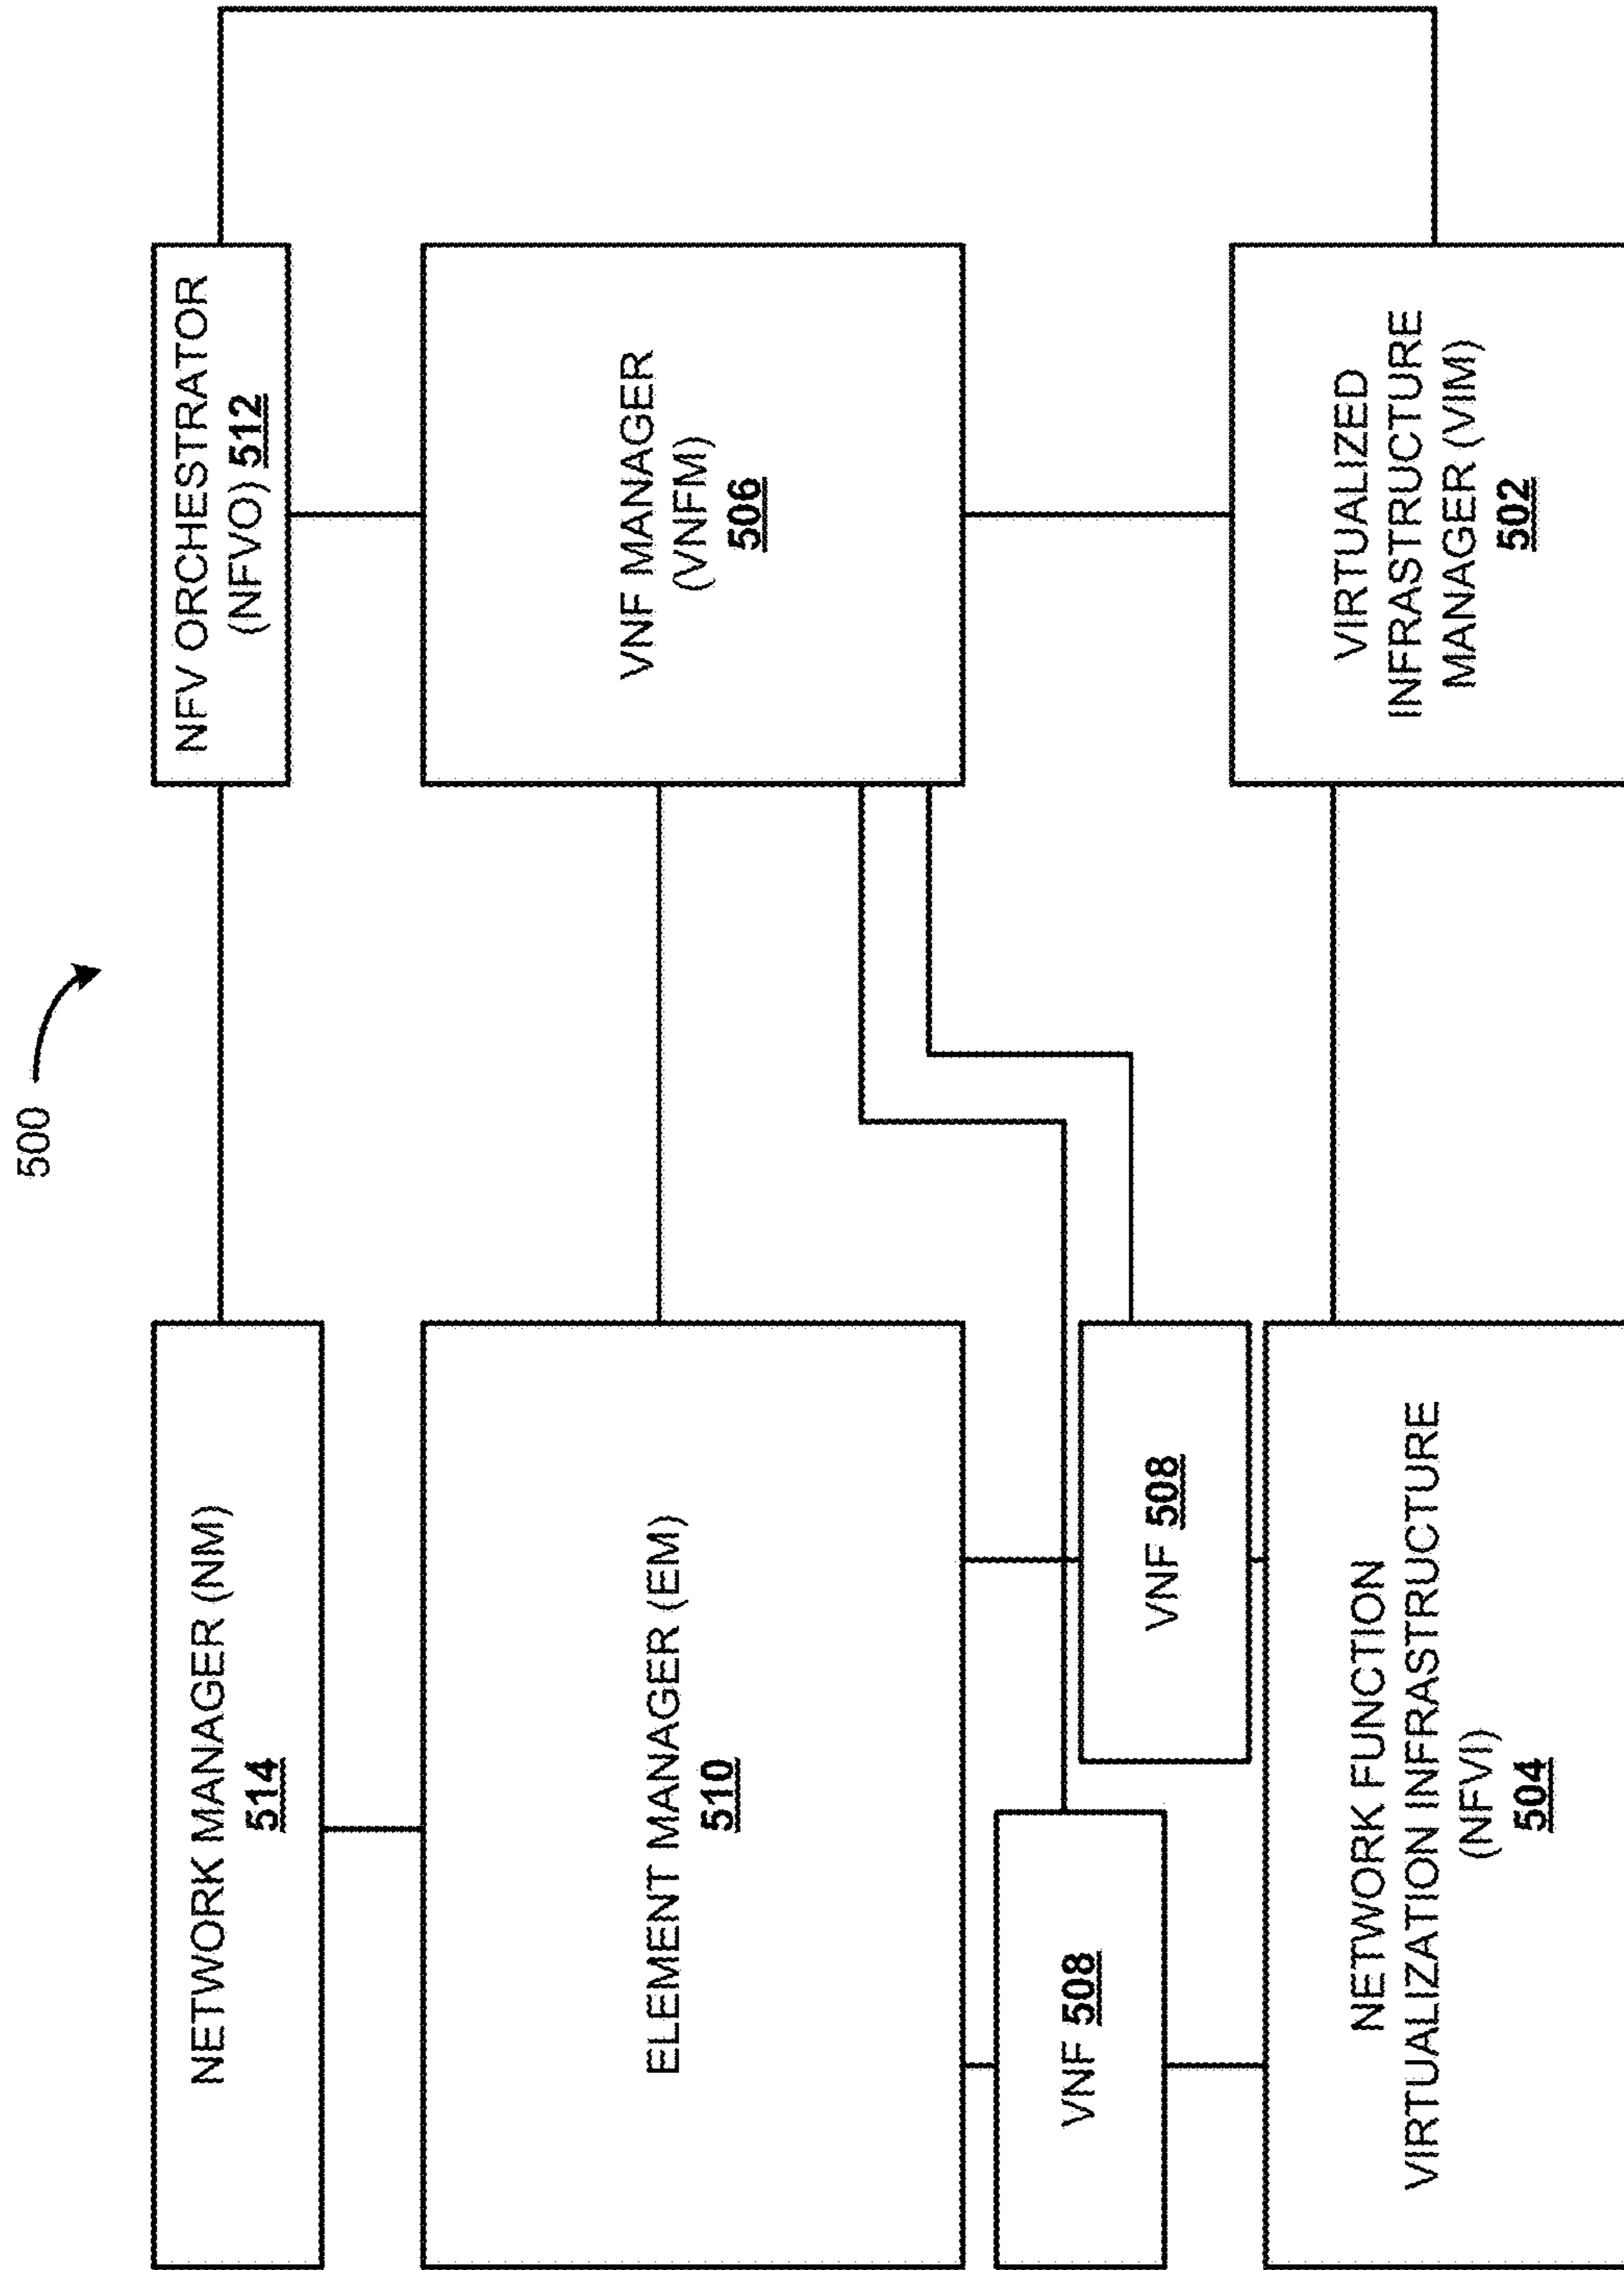 500
NETWORK MANAGER (NM)
514
NFV ORCHESTRATOR
(NFVO) 512
ELEMENT MANAGER (EM)
510
VNF MANAGER
(VNFM)
506
VNF 508
VNF 508
NETWORK FUNCTION
VIRTUALIZATION INFRASTRUCTURE
(NFVI)
504
VIRTUALIZED
INFRASTRUCTURE
MANAGER (VIM)
502